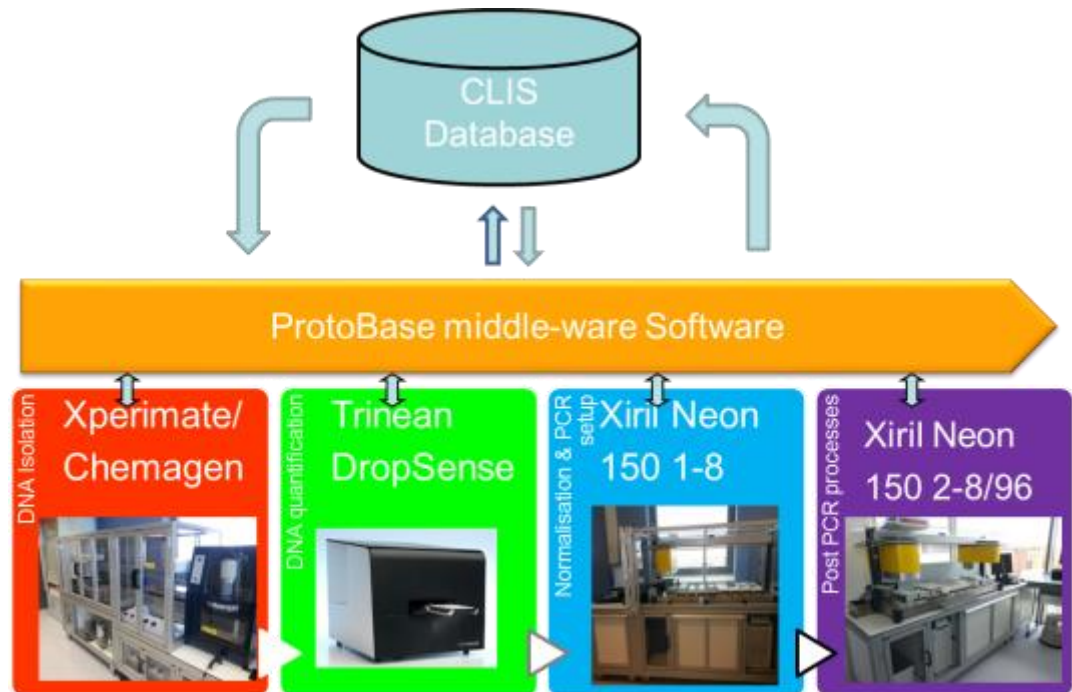 CLIS
Database
ProtoBase middle-ware Software
DNA Isolation
Xperimate/
Chemagen
DNA quantification
Trinean
DropSense
Normalisation & PCR
setup
Xiril Neon
150 1-8
Post PCR processes
Xiril Neon
150 2-8/96